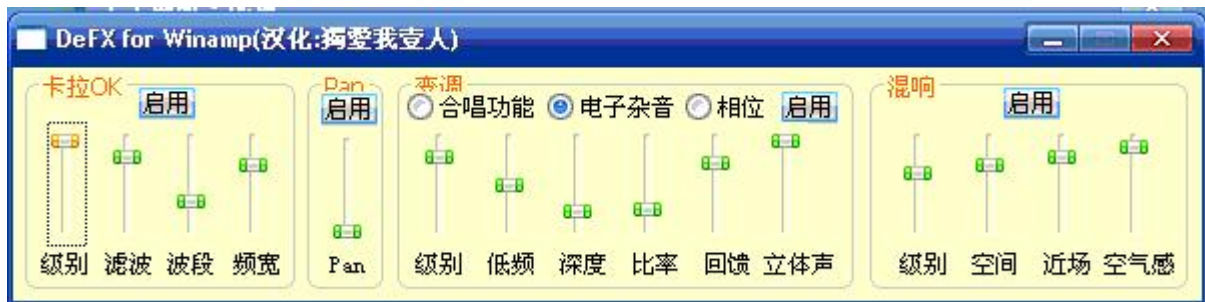 DeFX for Winamp(汉化:獨愛我壹人)
卡拉OK
启用
级别 滤波 波段 频宽
Pan
启用
Pan
变调
合唱功能 电子杂音 相位 启用
级别 低频 深度 比率 回馈 立体声
混响
启用
级别 空间 近场 空气感